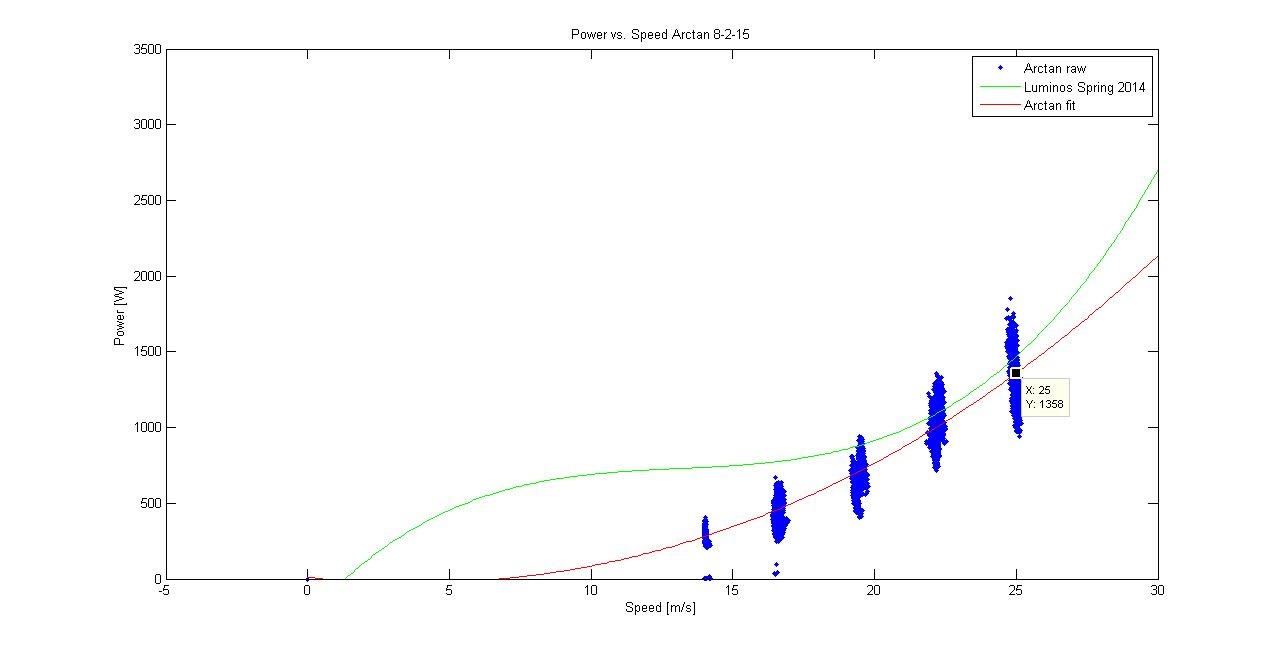 Power vs. Speed Arctan 8-2-15
3500
3000
2500
2000
1500
1000
500
0
Power [W]
-5
0
5
10
15
20
25
30
Speed [m/s]
Arctan raw
Luminos Spring 2014
Arctan fit
X: 25
Y: 1358